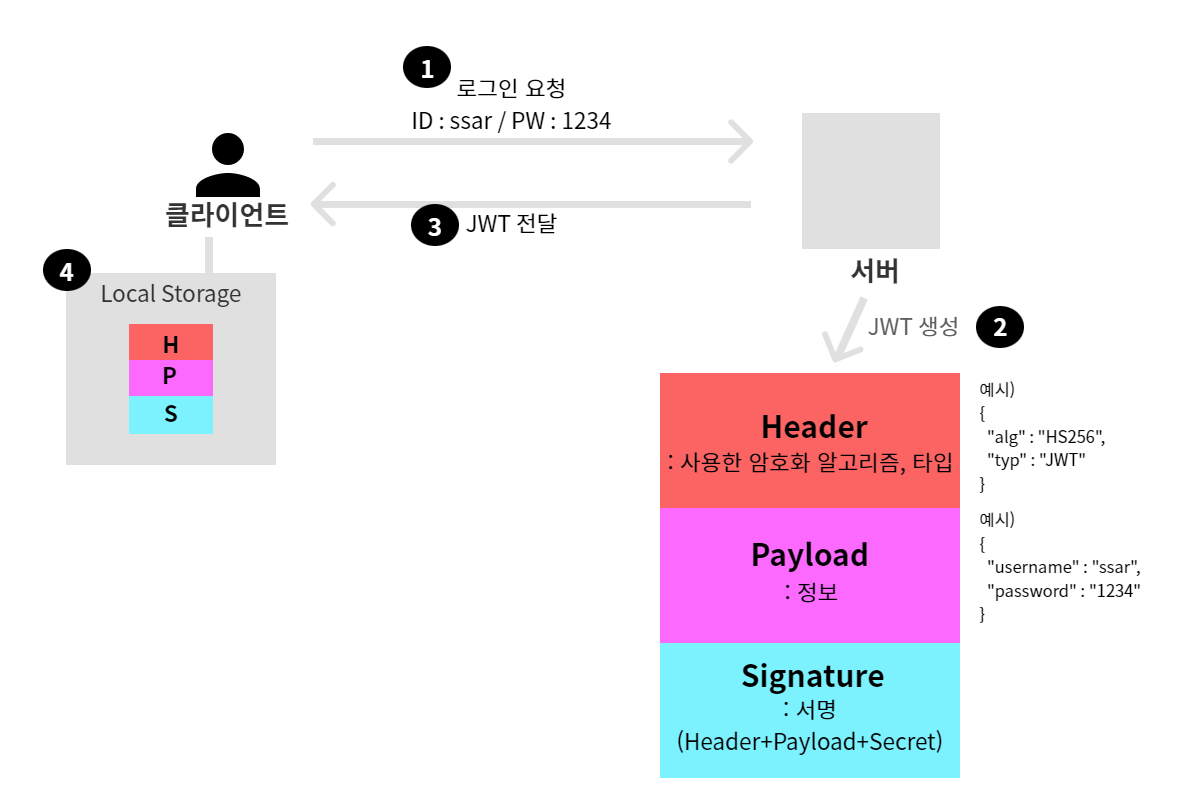 1
로그인 요청
ID : ssar / PW : 1234
클라이언트
3 JWT 전달
서버
4
Local Storage
H
P
S
JWT 생성 2
Header
: 사용한 암호화 알고리즘, 타입
예시)
{
"alg" : "HS256",
"typ" : "JWT"
}
Payload
: 정보
예시)
{
"username" : "ssar",
"password" : "1234"
}
Signature
: 서명
(Header+Payload+Secret)